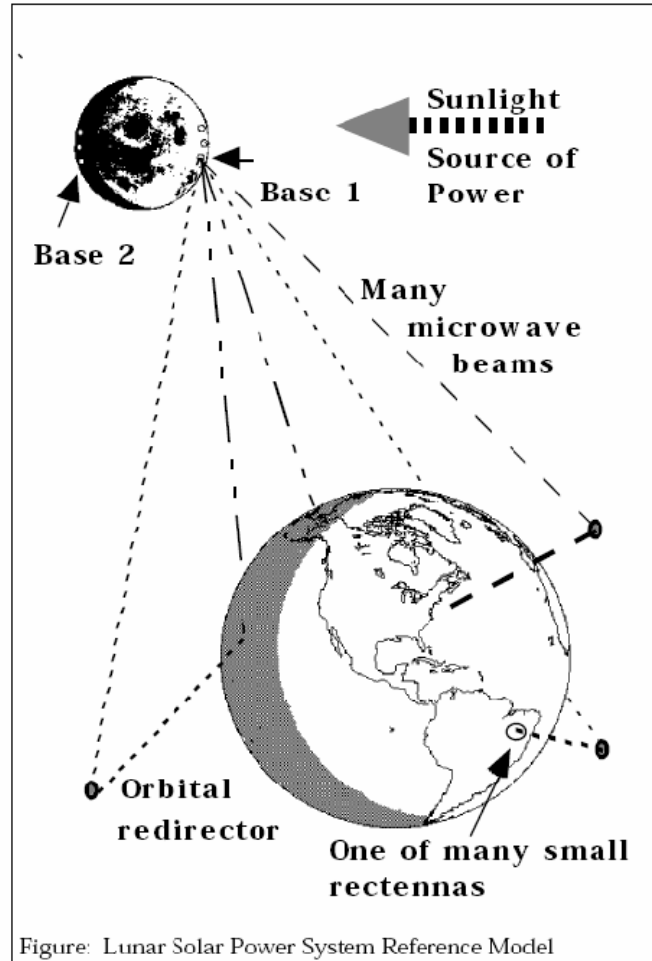 Sunlight
Source of
Power
Base 1
Base 2
Many
microwave
beams
Orbital
redirector
One of many small
rectennas
Figure: Lunar Solar Power System Reference Model